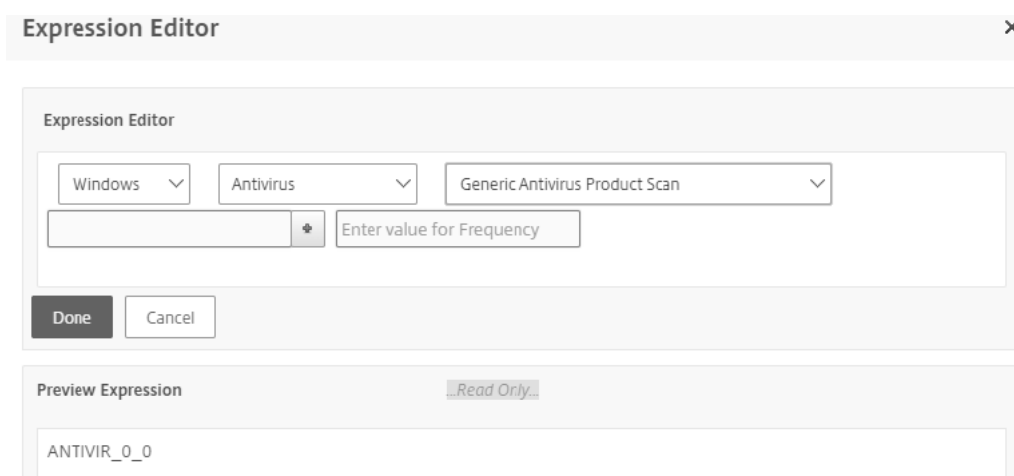 Expression Editor
Expression Editor
Windows Antivirus Generic Antivirus Product Scan
Enter value for Frequency
Done Cancel
Preview Expression ...Read Only...
ANTIVIR_0_0